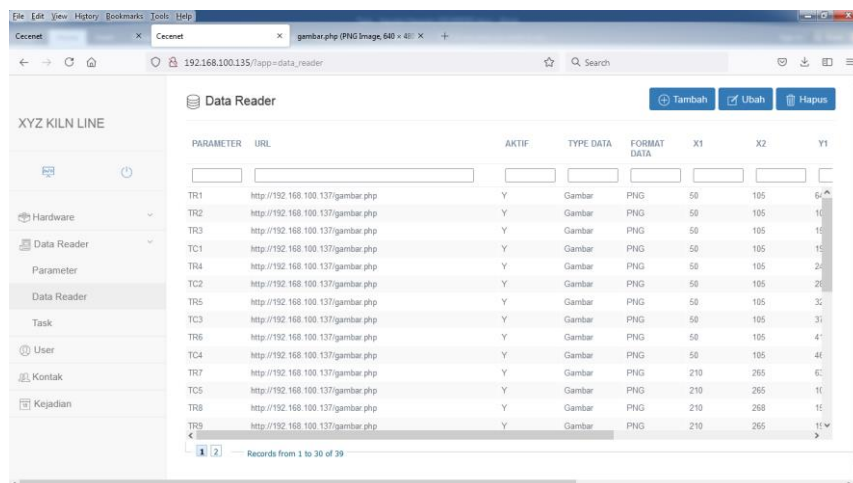 File Edit View History Bookmarks Tools Help
Cecenet × Cecenet × gambar.php (PNG Image, 640 × 480 × +
192.168.100.135/?app=data_reader Search
XYZ KILN LINE
Hardware
Data Reader
Parameter
Data Reader
Task
User
Kontak
Kejadian
Data Reader Tambah Ubah Hapus
PARAMETER URL AKTIF TYPE DATA FORMAT DATA X1 X2 Y1
TR1 http://192.168.100.137/gambar.php Y Gambar PNG 50 105
TR2 http://192.168.100.137/gambar.php Y Gambar PNG 50 105
TR3 http://192.168.100.137/gambar.php Y Gambar PNG 50 105
TC1 http://192.168.100.137/gambar.php Y Gambar PNG 50 105
TR4 http://192.168.100.137/gambar.php Y Gambar PNG 50 105
TC2 http://192.168.100.137/gambar.php Y Gambar PNG 50 105
TR5 http://192.168.100.137/gambar.php Y Gambar PNG 50 105
TC3 http://192.168.100.137/gambar.php Y Gambar PNG 50 105
TR6 http://192.168.100.137/gambar.php Y Gambar PNG 50 105
TC4 http://192.168.100.137/gambar.php Y Gambar PNG 50 105
TR7 http://192.168.100.137/gambar.php Y Gambar PNG 210 265
TC5 http://192.168.100.137/gambar.php Y Gambar PNG 210 265
TR8 http://192.168.100.137/gambar.php Y Gambar PNG 210 268
TR9 http://192.168.100.137/gambar.php Y Gambar PNG 210 265
1 2 Records from 1 to 30 of 39